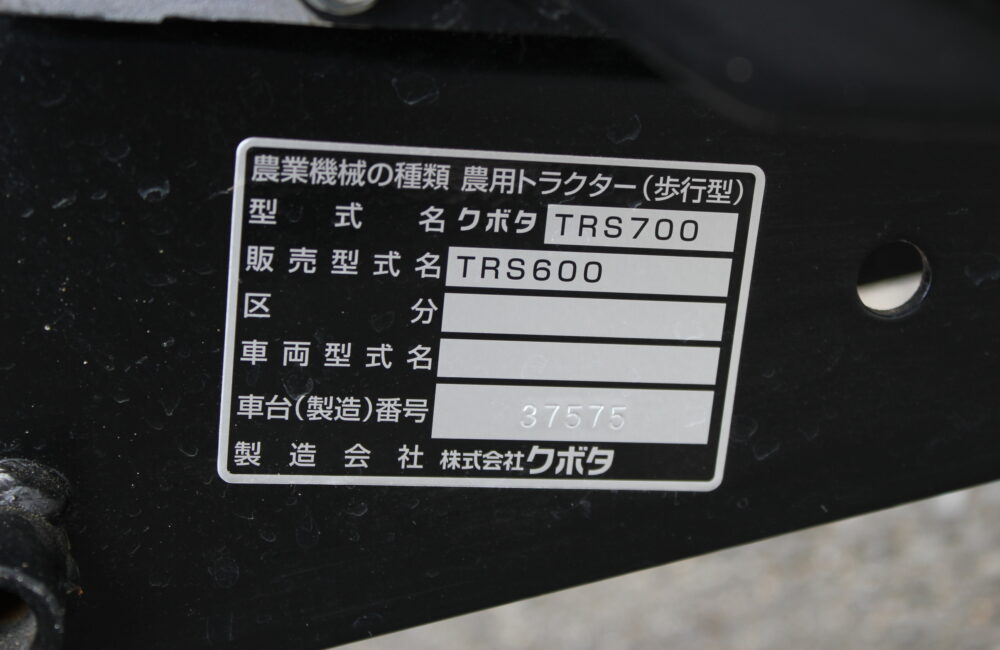 農業機械の種類 農用トラクター(歩行型)
型式名 クボタ TRS700
販売型式名 TRS600
区分
車両型式名
車台(製造)番号 37575
製造会社 株式会社クボタ